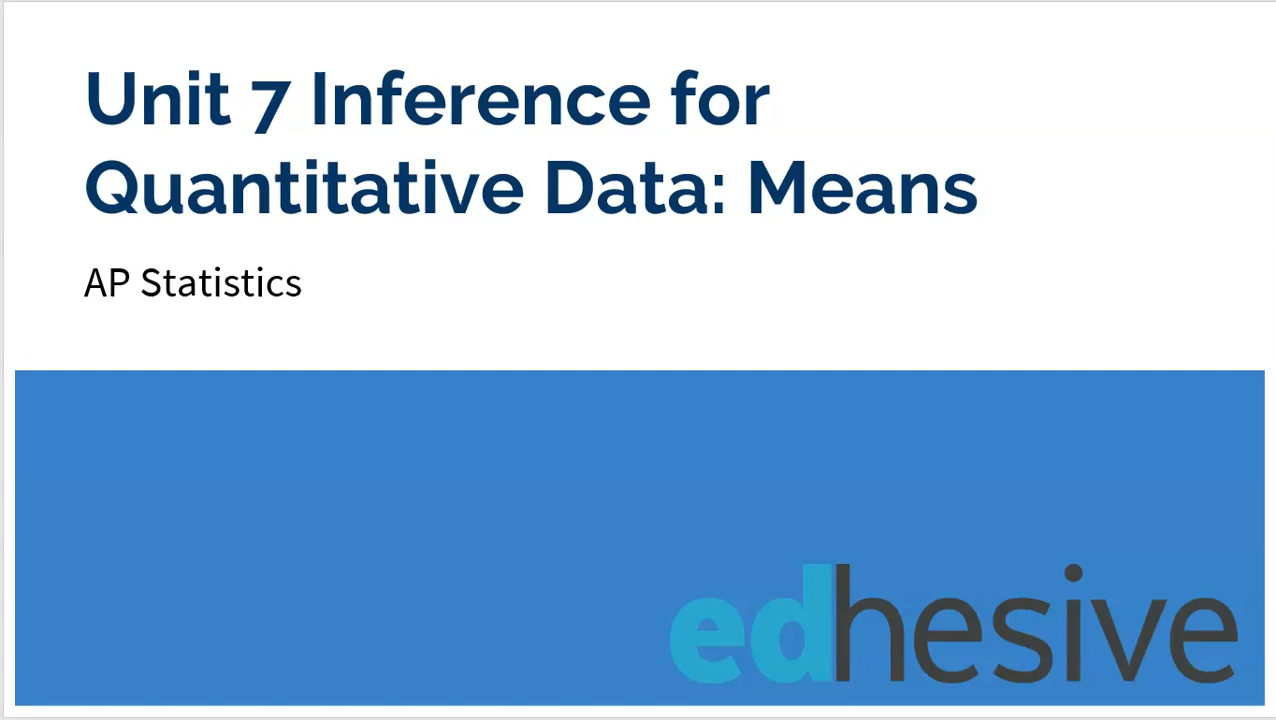 Unit 7 Inference for
Quantitative Data: Means
AP Statistics
edhesive